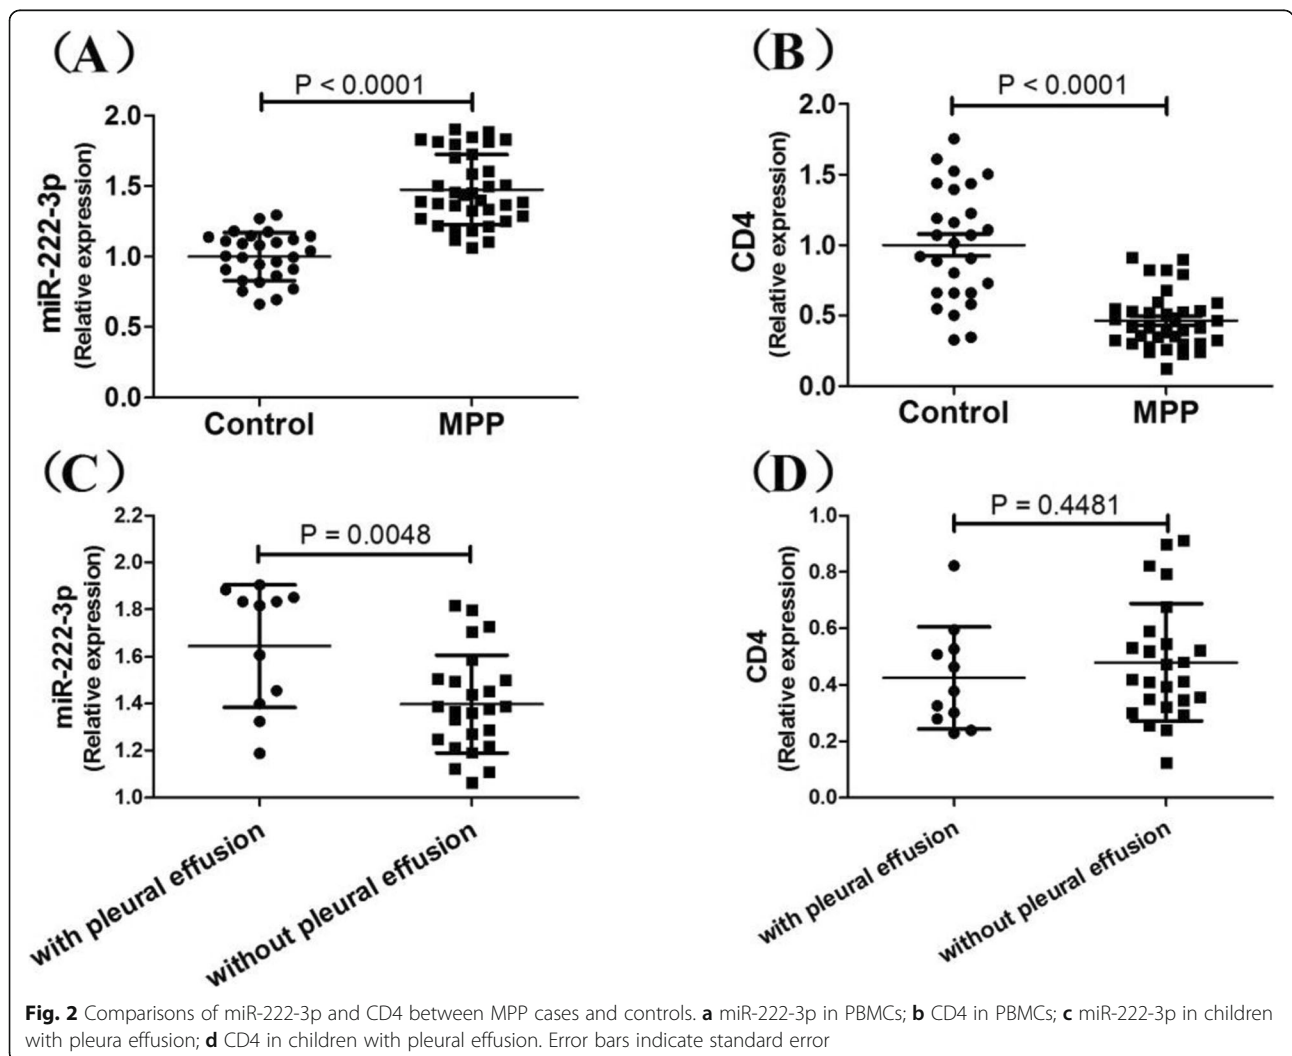 (A)
P < 0.0001
miR-222-3p
(Relative expression)
2.0
1.5
1.0
0.5
0.0
Control MPP
(B)
P < 0.0001
CD4
(Relative expression)
2.0
1.5
1.0
0.5
0.0
Control MPP
(C)
P = 0.0048
miR-222-3p
(Relative expression)
2.2
2.0
1.8
1.6
1.4
1.2
1.0
with pleural effusion
without pleural effusion
(D)
P = 0.4481
CD4
(Relative expression)
1.0
0.8
0.6
0.4
0.2
0.0
with pleural effusion
without pleural effusion
Fig. 2 Comparisons of miR-222-3p and CD4 between MPP cases and controls. a miR-222-3p in PBMCs; b CD4 in PBMCs; c miR-222-3p in children
with pleura effusion; d CD4 in children with pleural effusion. Error bars indicate standard error